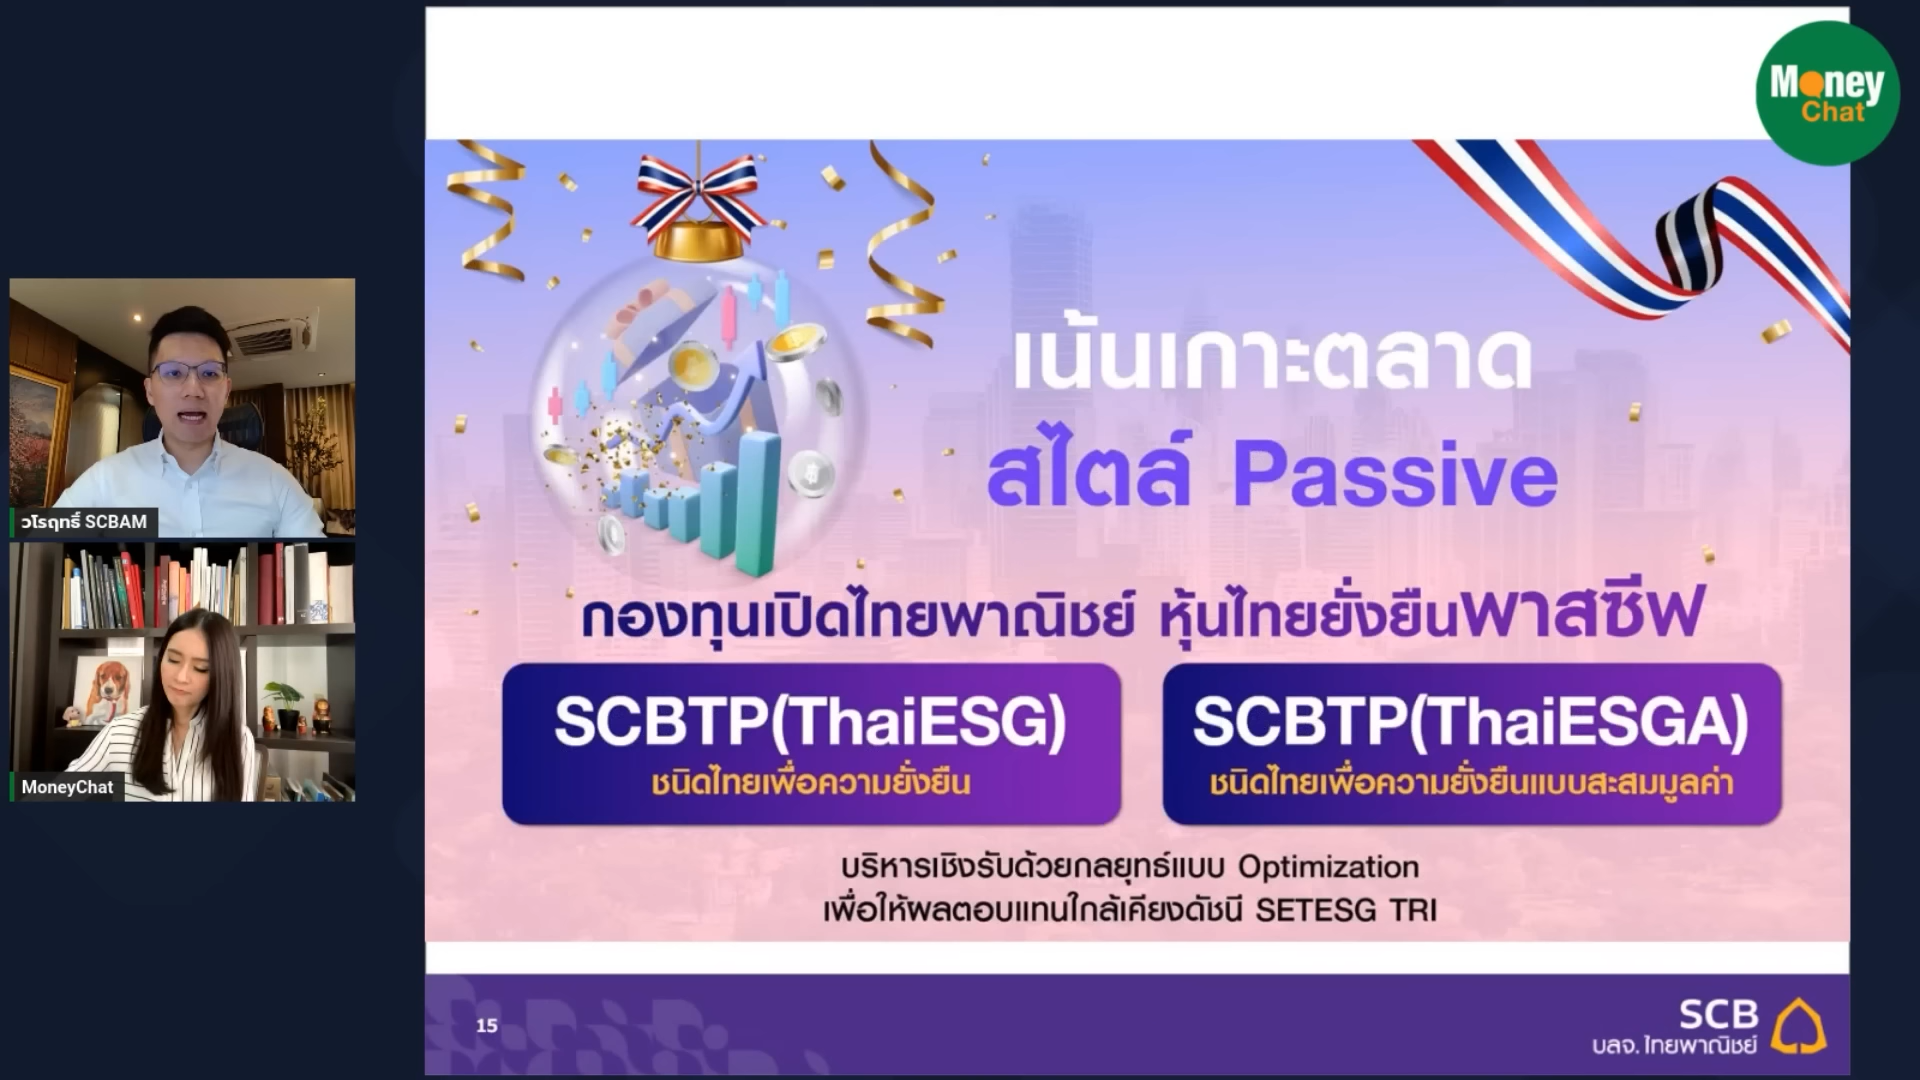 Money
Chat
เน้นเกาะตลาด
สไตล์ Passive
กองทุนเปิดไทยพาณิชย์ หุ้นไทยยั่งยืนพาสซีฟ
SCBTP(ThaiESG)
ชนิดไทยเพื่อความยั่งยืน
SCBTP(ThaiESGA)
ชนิดไทยเพื่อความยั่งยืนแบบสะสมมูลค่า
บริหารเชิงรับด้วยกลยุทธ์แบบ Optimization
เพื่อให้ผลตอบแทนใกล้เคียงดัชนี SETESG TRI
วโรฤทธิ์ SCBAM
MoneyChat
15
SCB
บลจ. ไทยพาณิชย์